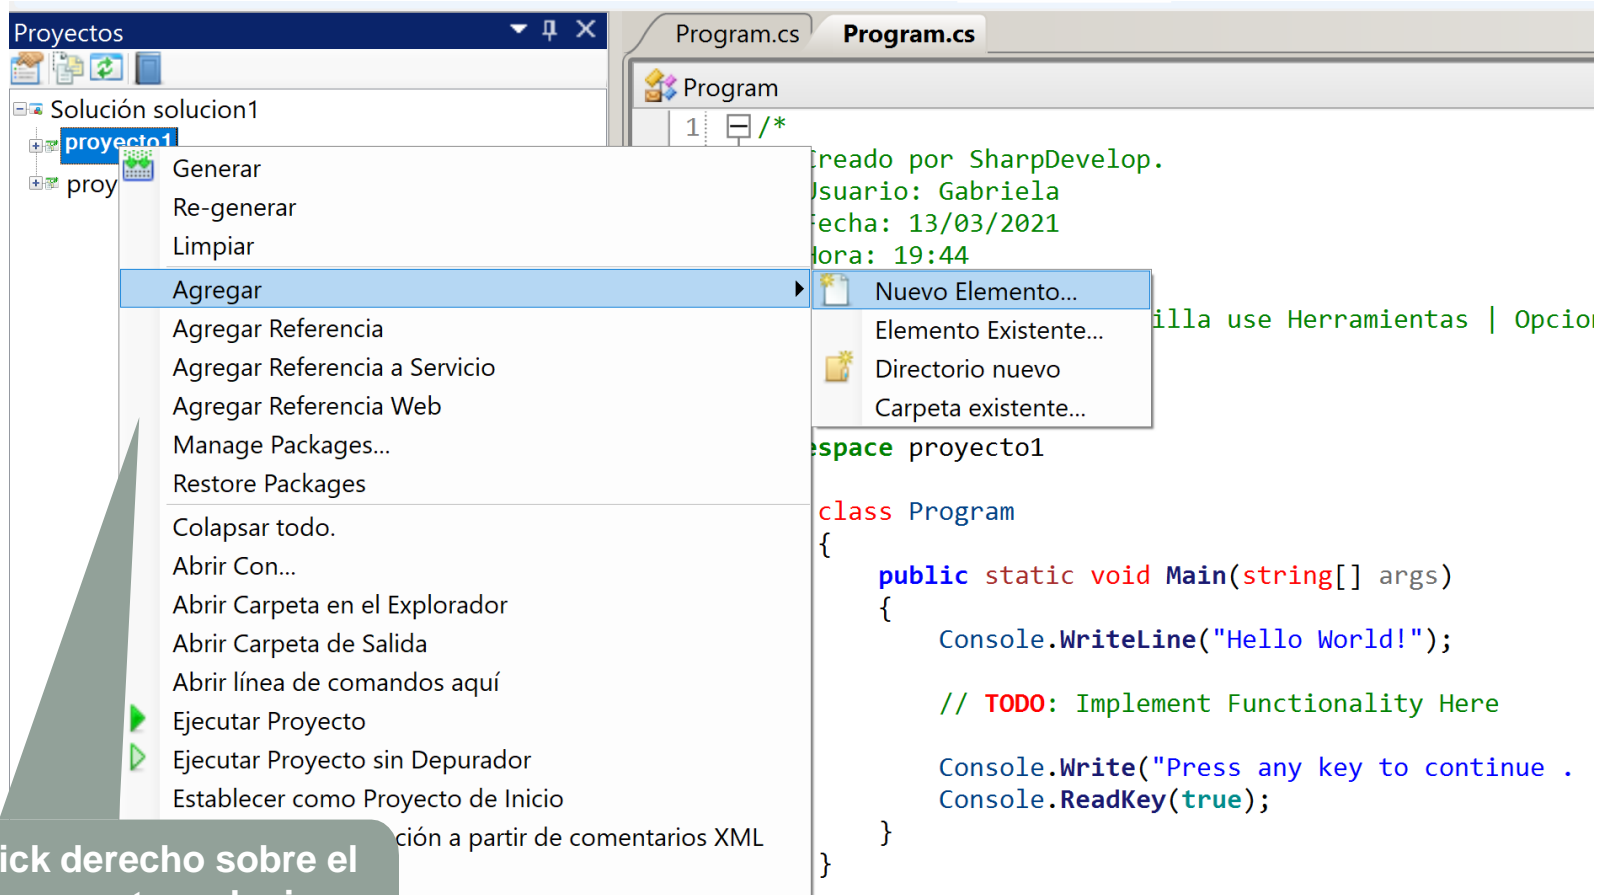 Proyectos
Program.cs
Program.cs
Program
Solución solucion1
proyecto1
proy
Generar
Re-generar
Limpiar
Agregar
Agregar Referencia
Agregar Referencia a Servicio
Agregar Referencia Web
Manage Packages...
Restore Packages
Colapsar todo.
Abrir Con...
Abrir Carpeta en el Explorador
Abrir Carpeta de Salida
Abrir línea de comandos aquí
Ejecutar Proyecto
Ejecutar Proyecto sin Depurador
Establecer como Proyecto de Inicio
ción a partir de comentarios XML
Nuevo Elemento...
Elemento Existente...
Directorio nuevo
Carpeta existente...
1 /*
Creado por SharpDevelop.
Usuario: Gabriela
Fecha: 13/03/2021
Hora: 19:44
illa use Herramientas | Opcio
espace proyecto1
class Program
{
public static void Main(string[] args)
{
Console.WriteLine("Hello World!");
// TODO: Implement Functionality Here
Console.Write("Press any key to continue .
Console.ReadKey(true);
}
}
ick derecho sobre el